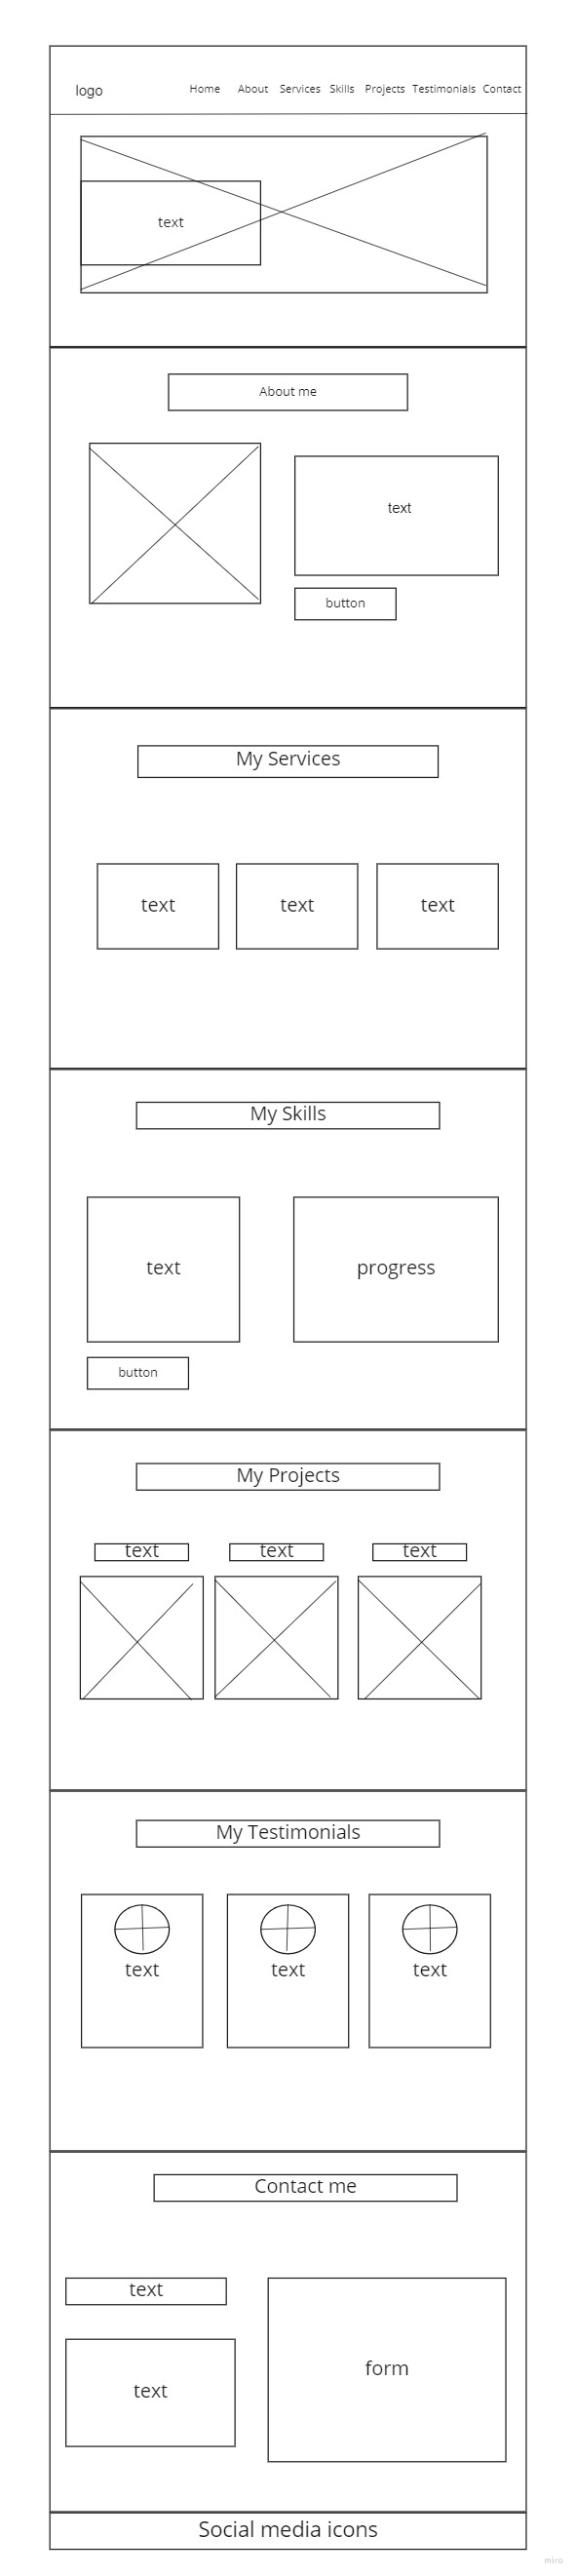 logo Home About Services Skills Projects Testimonials Contact
text
About me
text
button
My Services
text text text
My Skills
text progress
button
My Projects
text text text
My Testimonials
text text text
Contact me
text
form
text
Social media icons
miro